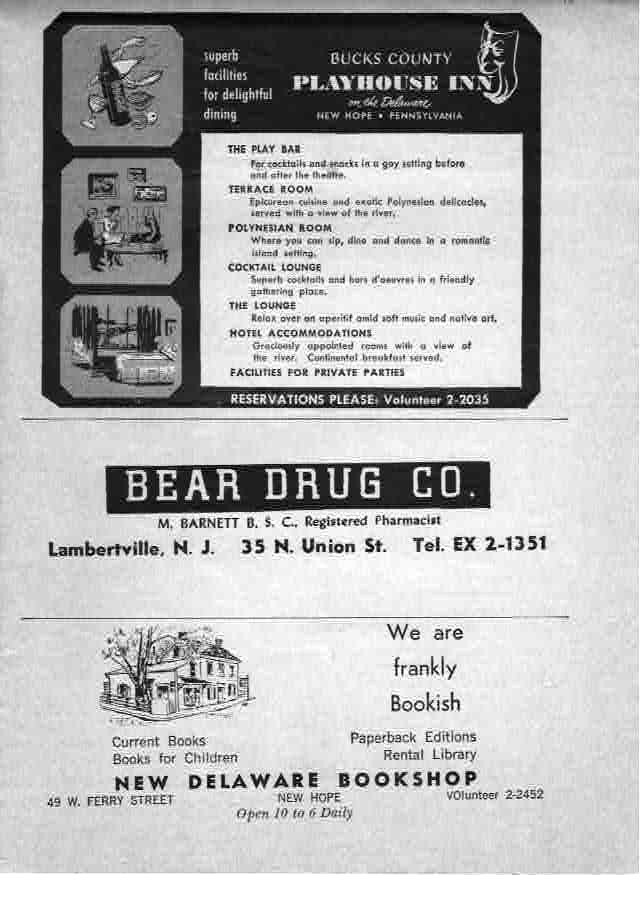 superb
facilities
for delightful
dining
BUCKS COUNTY
PLAYHOUSE INN
on the Delaware
NEW HOPE • PENNSYLVANIA
THE PLAY BAR
For cocktails and snacks in a gay setting before
and after the theatre.
TERRACE ROOM
Epicurean cuisine and exotic Polynesian delicacies,
served with a view of the river.
POLYNESIAN ROOM
Where you can sip, dine and dance in a romantic
island setting.
COCKTAIL LOUNGE
Superb cocktails and hors d'oeuvres in a friendly
gathering place.
THE LOUNGE
Relax over an aperitif amid soft music and native art.
HOTEL ACCOMMODATIONS
Graciously appointed rooms with a view of
the river. Continental breakfast served.
FACILITIES FOR PRIVATE PARTIES
RESERVATIONS PLEASE: Volunteer 2-2035
BEAR DRUG CO.
M. BARNETT B. S. C., Registered Pharmacist
Lambertville, N. J. 35 N. Union St. Tel. EX 2-1351
We are
frankly
Bookish
Current Books
Books for Children
Paperback Editions
Rental Library
NEW DELAWARE BOOKSHOP
49 W. FERRY STREET NEW HOPE VOlunteer 2-2452
Open 10 to 6 Daily